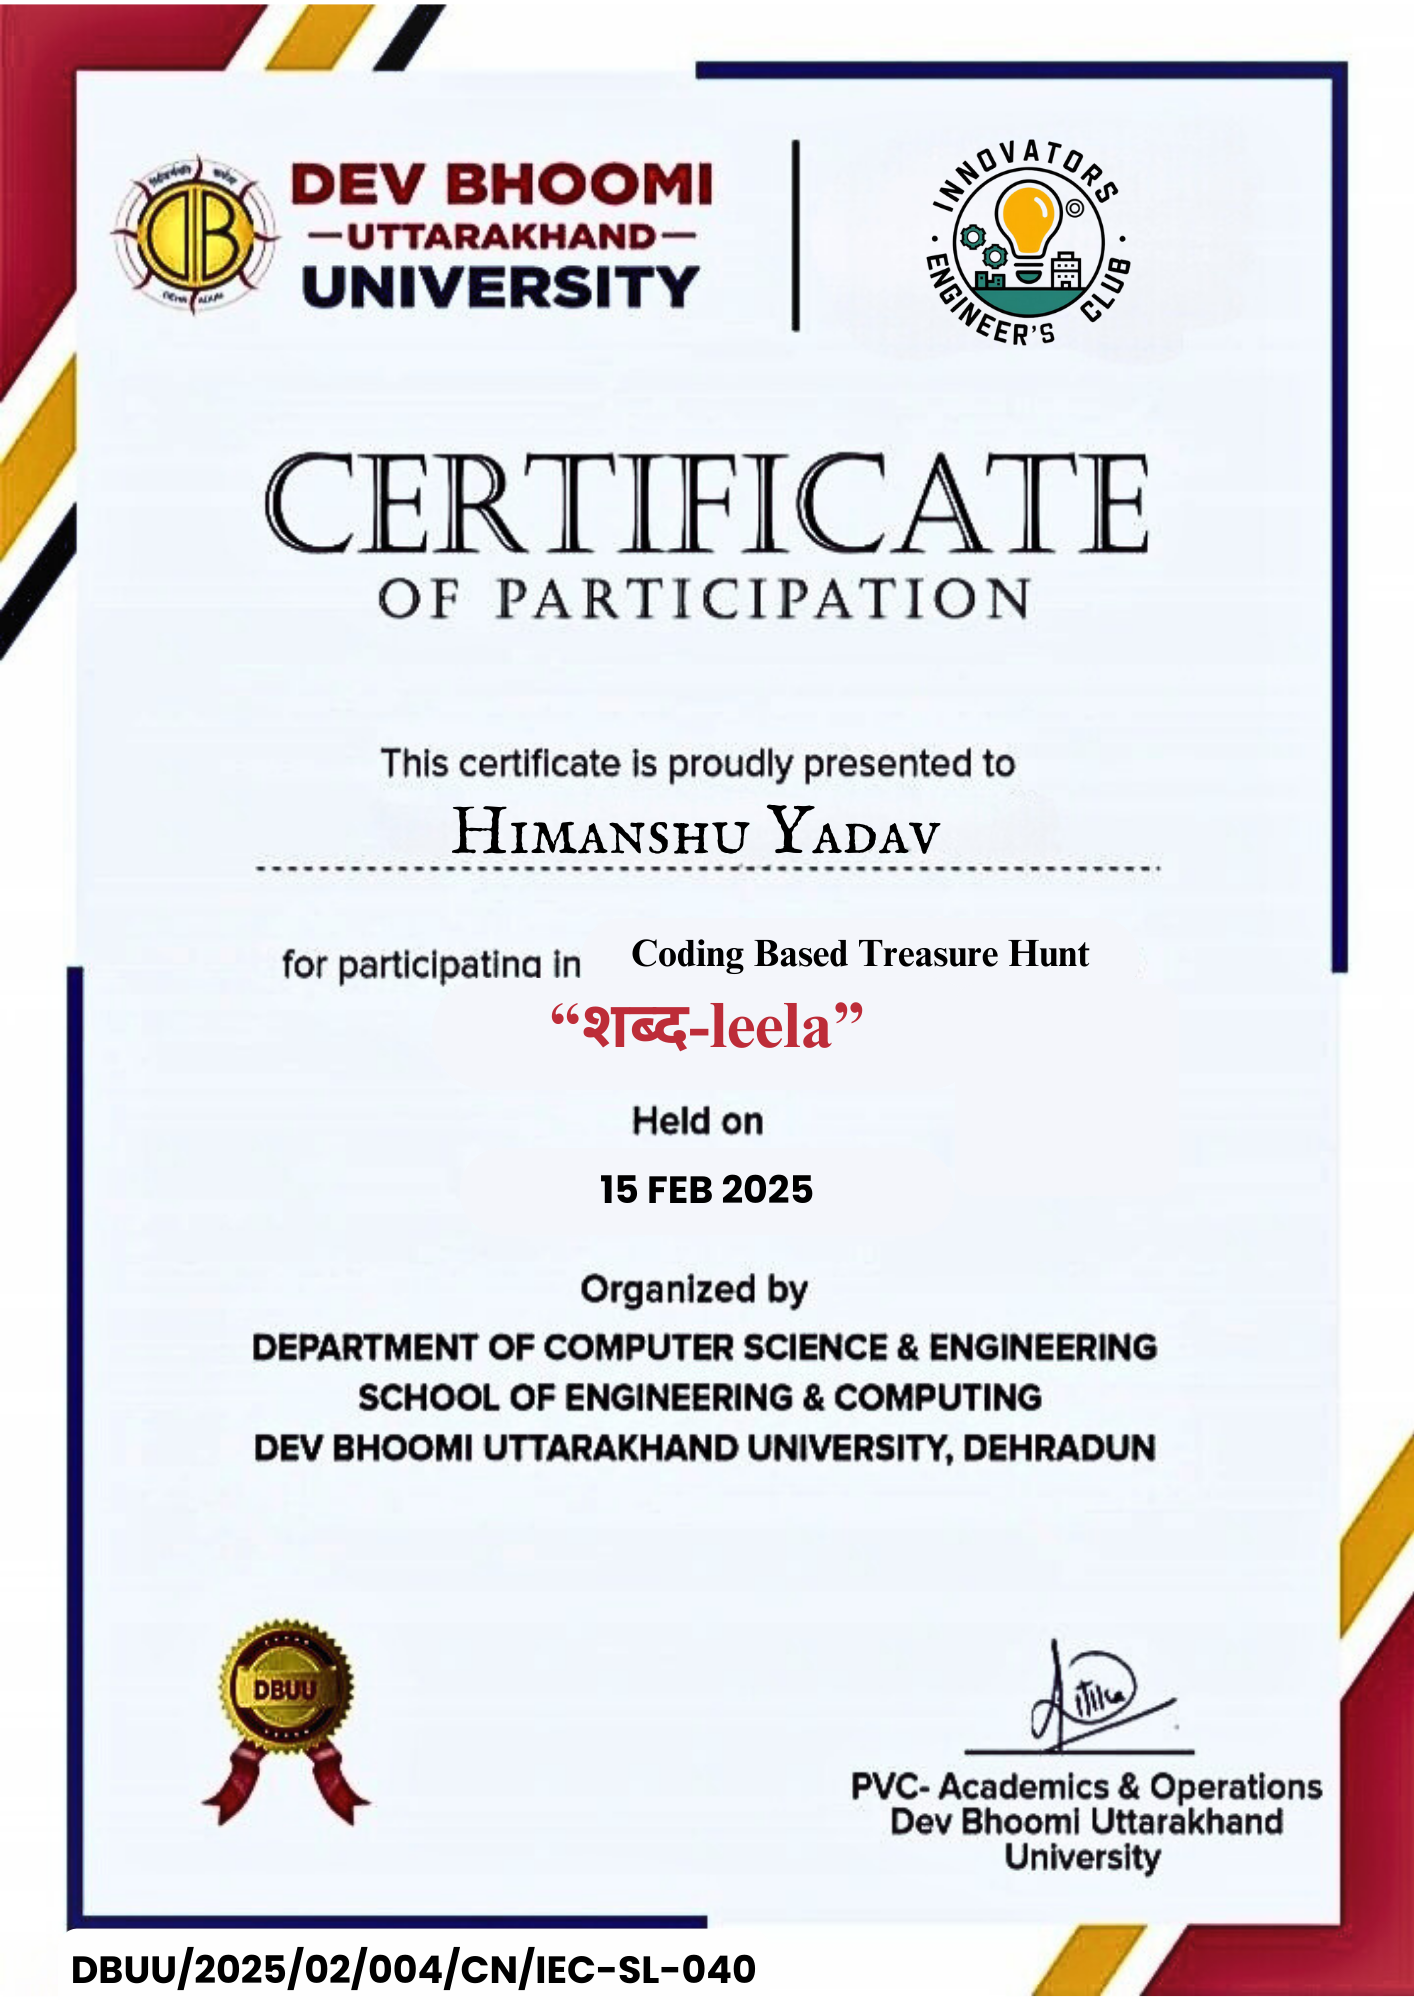 DEV BHOOMI
UTTARAKHAND
UNIVERSITY
INNOVATORS
ENGINEER'S CLUB
CERTIFICATE
OF PARTICIPATION
This certificate is proudly presented to
HIMANSHU YADAV
for participating in Coding Based Treasure Hunt
“शब्द-leela”
Held on
15 FEB 2025
Organized by
DEPARTMENT OF COMPUTER SCIENCE & ENGINEERING
SCHOOL OF ENGINEERING & COMPUTING
DEV BHOOMI UTTARAKHAND UNIVERSITY, DEHRADUN
DBUU
PVC- Academics & Operations
Dev Bhoomi Uttarakhand
University
DBUU/2025/02/004/CN/IEC-SL-040